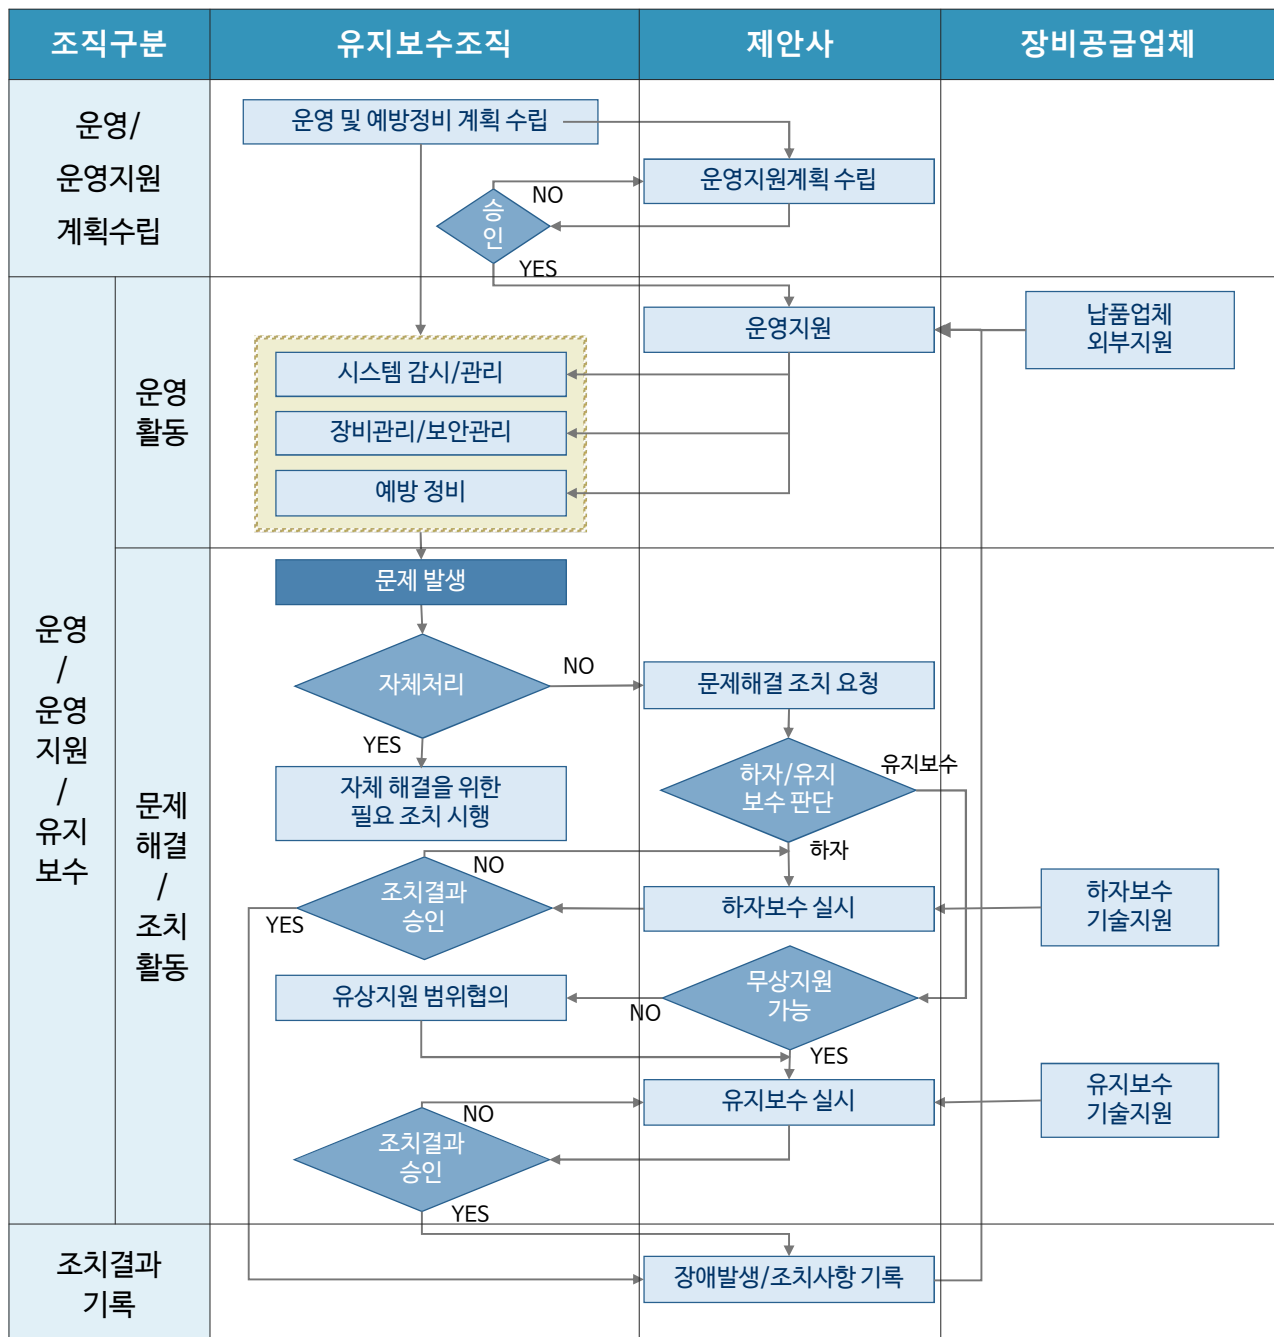 조직구분
유지보수조직
제안사
장비공급업체
운영/
운영지원
계획수립
운영 및 예방정비 계획 수립
운영지원계획 수립
NO
승
인
YES
운영
/
운영
지원
/
유지
보수
운영
활동
운영지원
납품업체
외부지원
시스템 감시/관리
장비관리/보안관리
예방 정비
문제
해결
/
조치
활동
문제 발생
자체처리
NO
문제해결 조치 요청
YES
자체 해결을 위한
필요 조치 시행
하자/유지
보수 판단
유지보수
하자
NO
조치결과
승인
YES
하자보수 실시
하자보수
기술지원
유상지원 범위협의
NO
무상지원
가능
YES
유지보수 실시
유지보수
기술지원
NO
조치결과
승인
YES
조치결과
기록
장애발생/조치사항 기록